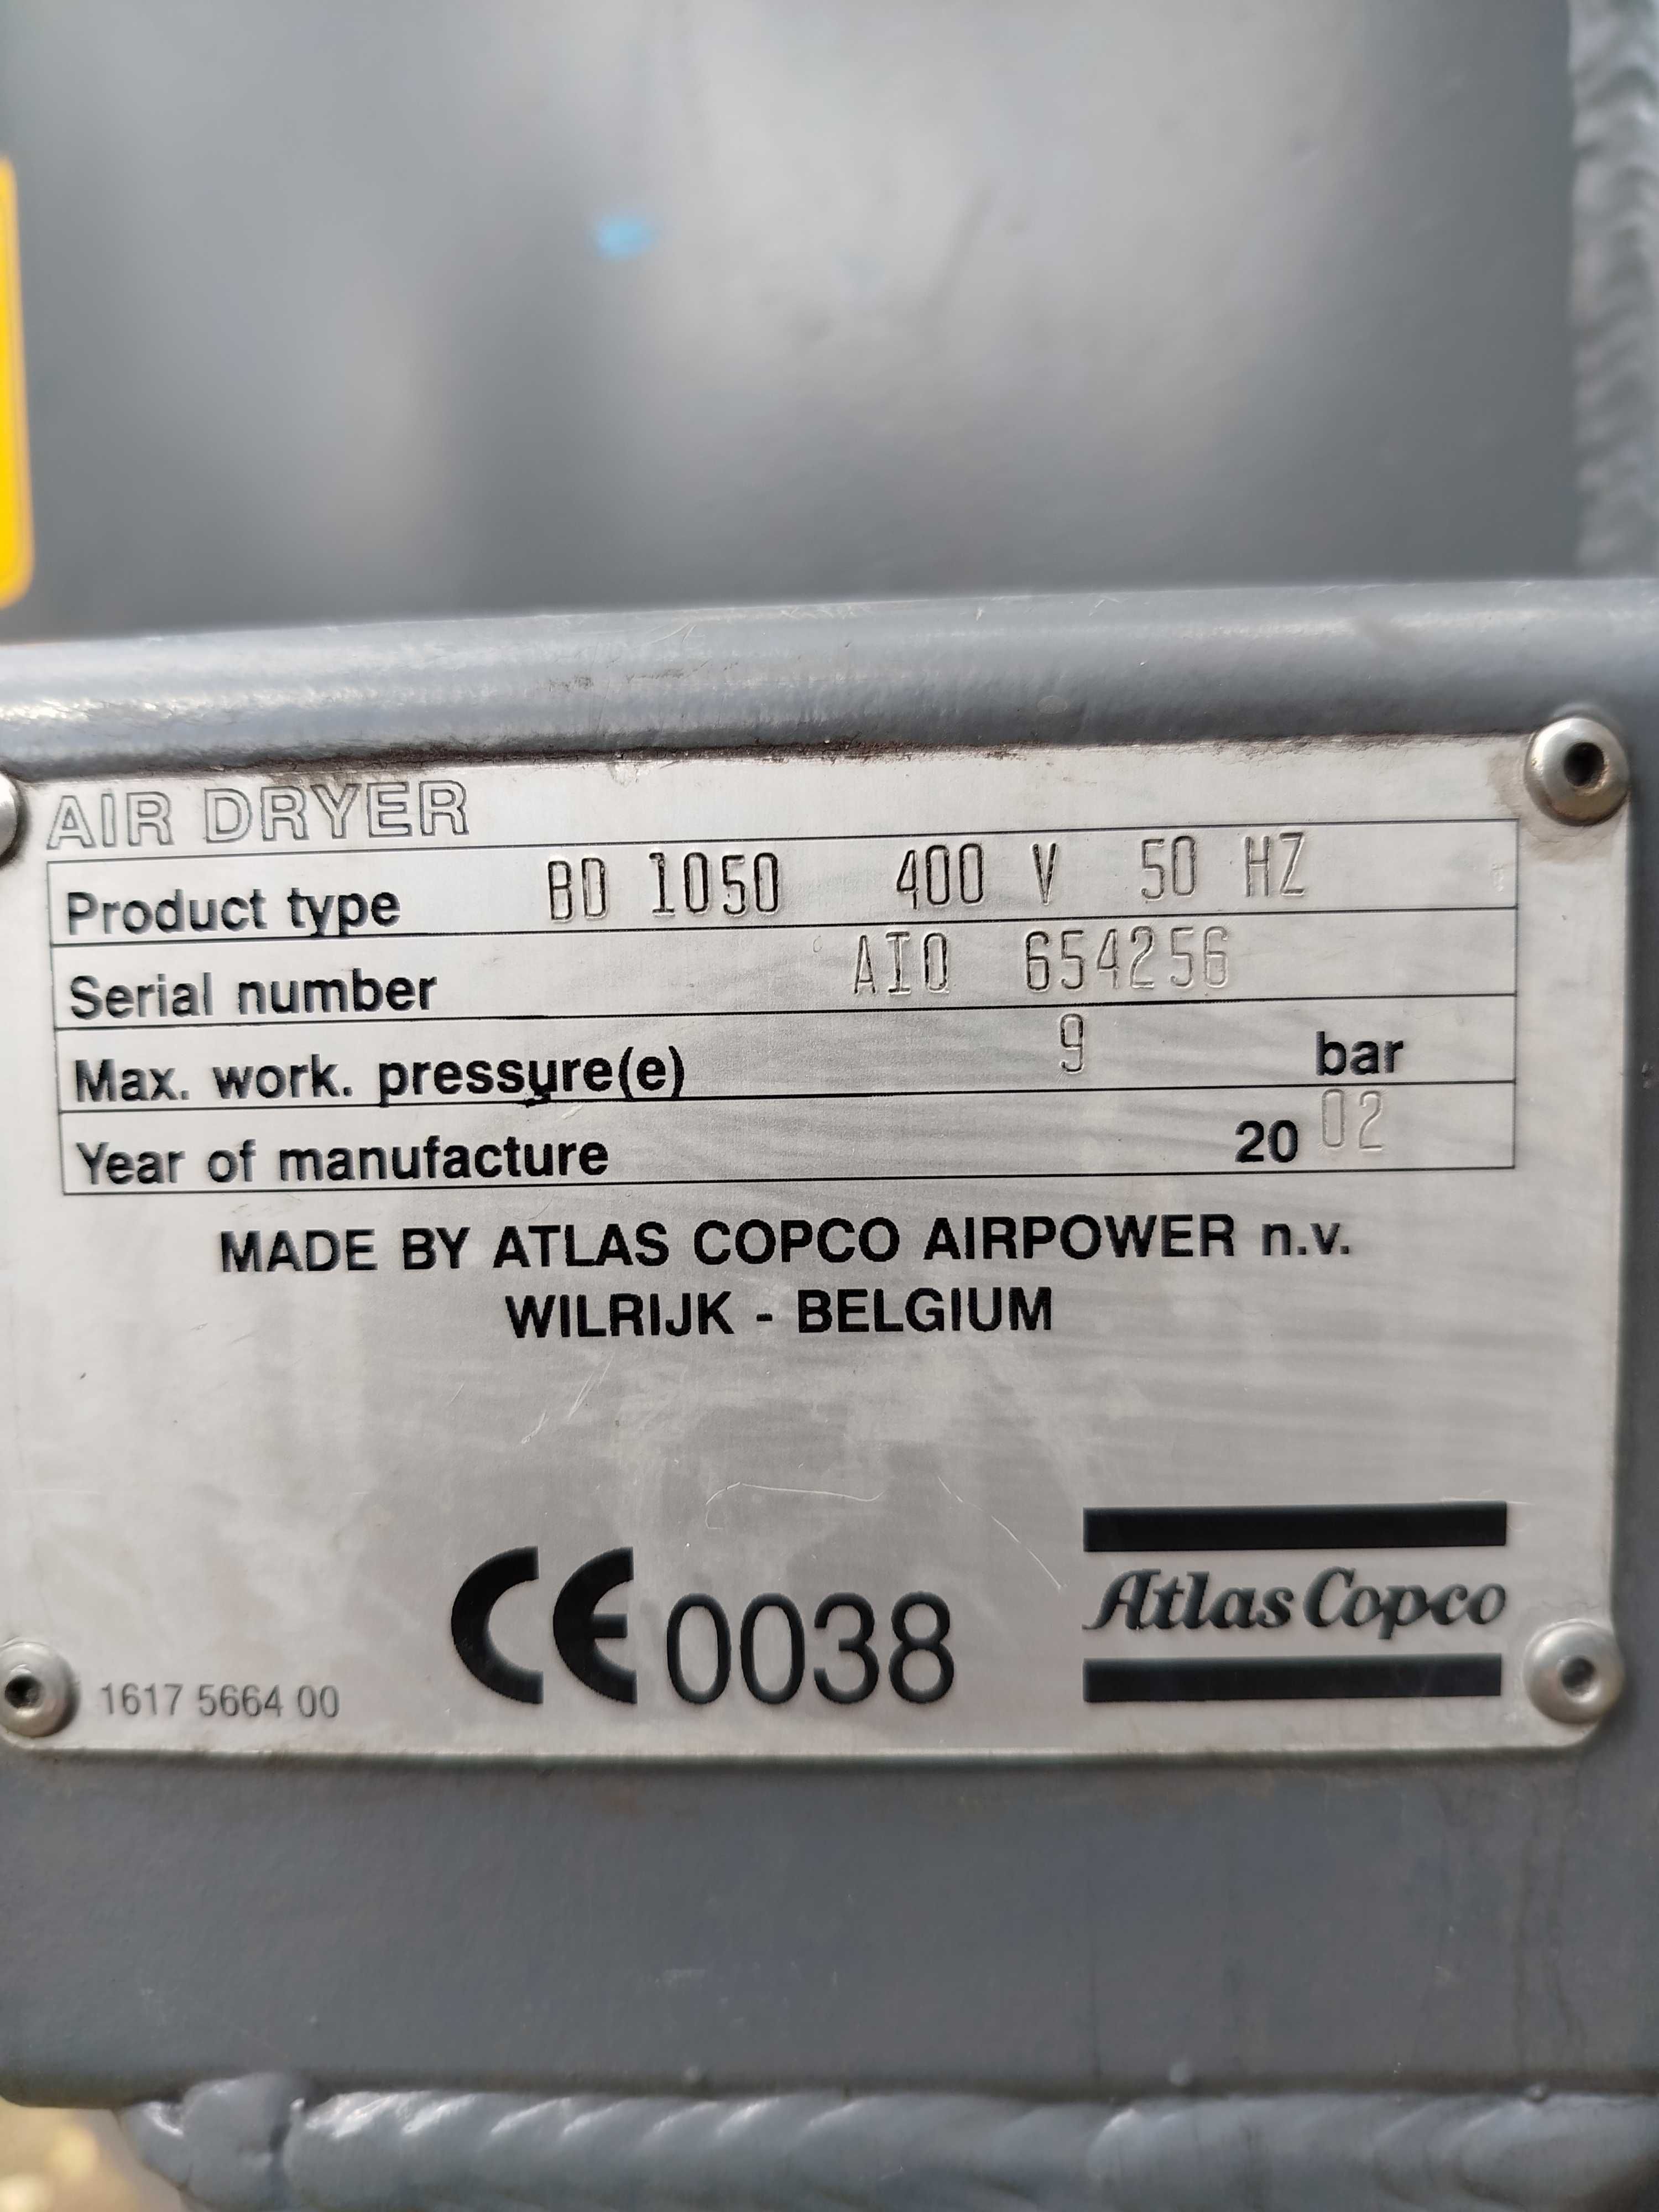 AIR DRYER
Product type BD 1050 400 V 50 HZ
Serial number AIQ 654256
Max. work. pressure(e) 9 bar
Year of manufacture 20 02
MADE BY ATLAS COPCO AIRPOWER n.v.
WILRIJK - BELGIUM
CE 0038
Atlas Copco
1617 5664 00